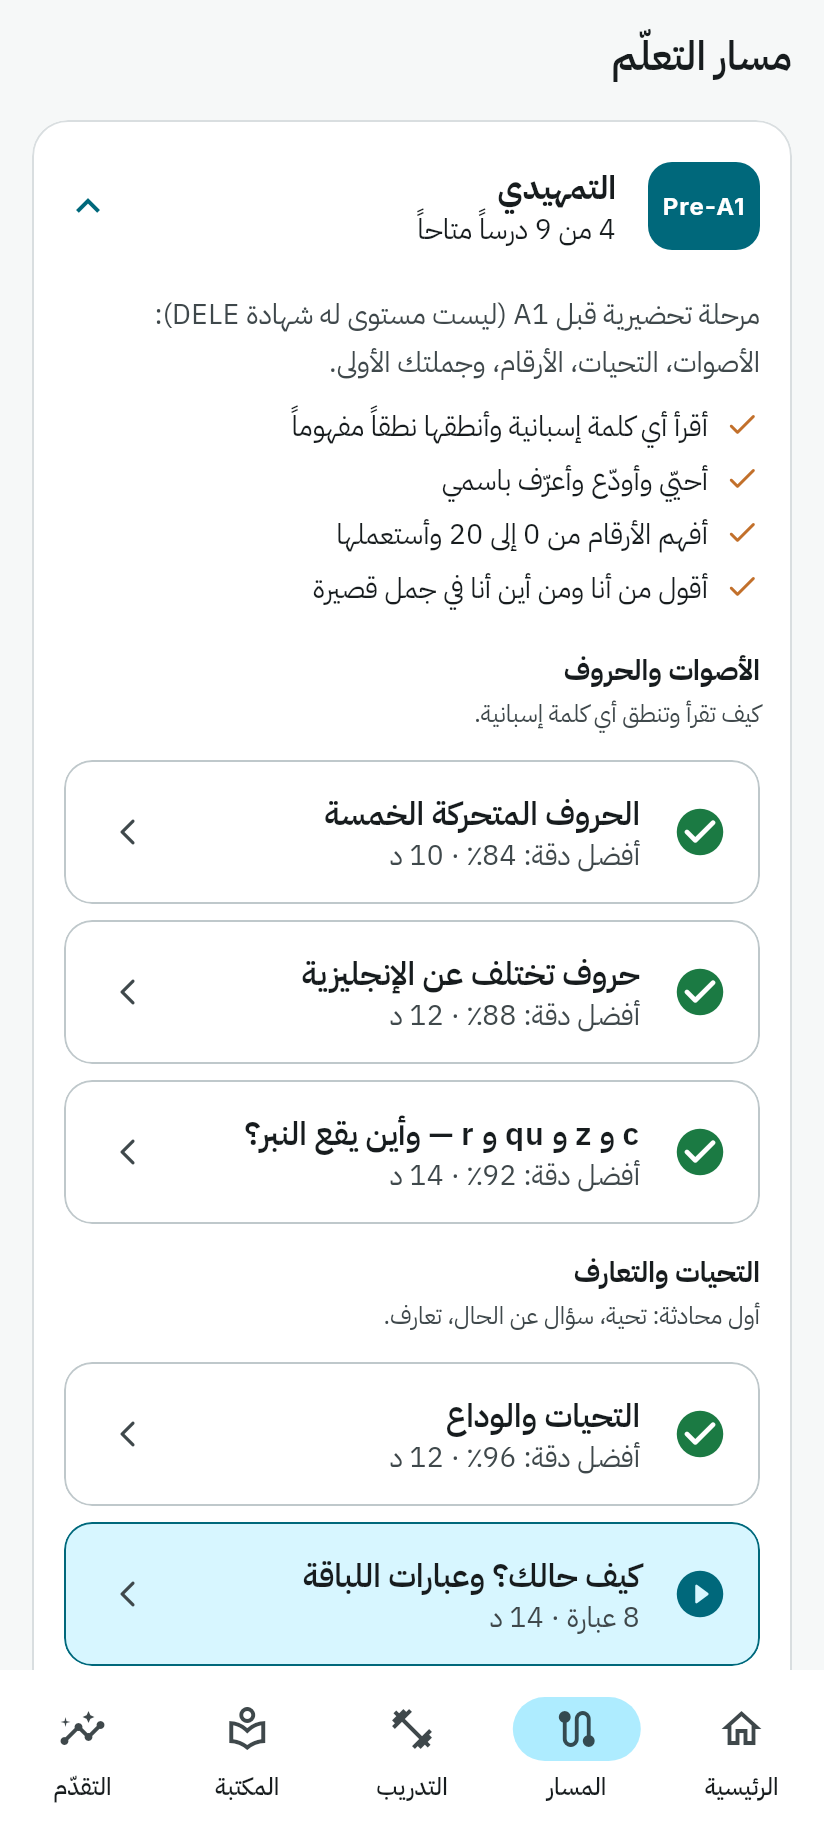 مسار التعلّم
Pre-A1
التمهيدي
4 من 9 درساً متاحاً
مرحلة تحضيرية قبل A1 (ليست مستوى له شهادة DELE):
الأصوات، التحيات، الأرقام، وجملتك الأولى.
أقرأ أي كلمة إسبانية وأنطقها نطقاً مفهوماً
أحيّي وأودّع وأعرّف باسمي
أفهم الأرقام من 0 إلى 20 وأستعملها
أقول من أنا ومن أين أنا في جمل قصيرة
الأصوات والحروف
كيف تقرأ وتنطق أي كلمة إسبانية.
الحروف المتحركة الخمسة
أفضل دقة: 84٪ · 10 د
حروف تختلف عن الإنجليزية
أفضل دقة: 88٪ · 12 د
c و z و qu و r — وأين يقع النبر؟
أفضل دقة: 92٪ · 14 د
التحيات والتعارف
أول محادثة: تحية، سؤال عن الحال، تعارف.
التحيات والوداع
أفضل دقة: 96٪ · 12 د
كيف حالك؟ وعبارات اللباقة
8 عبارة · 14 د
الرئيسية
المسار
التدريب
المكتبة
التقدّم